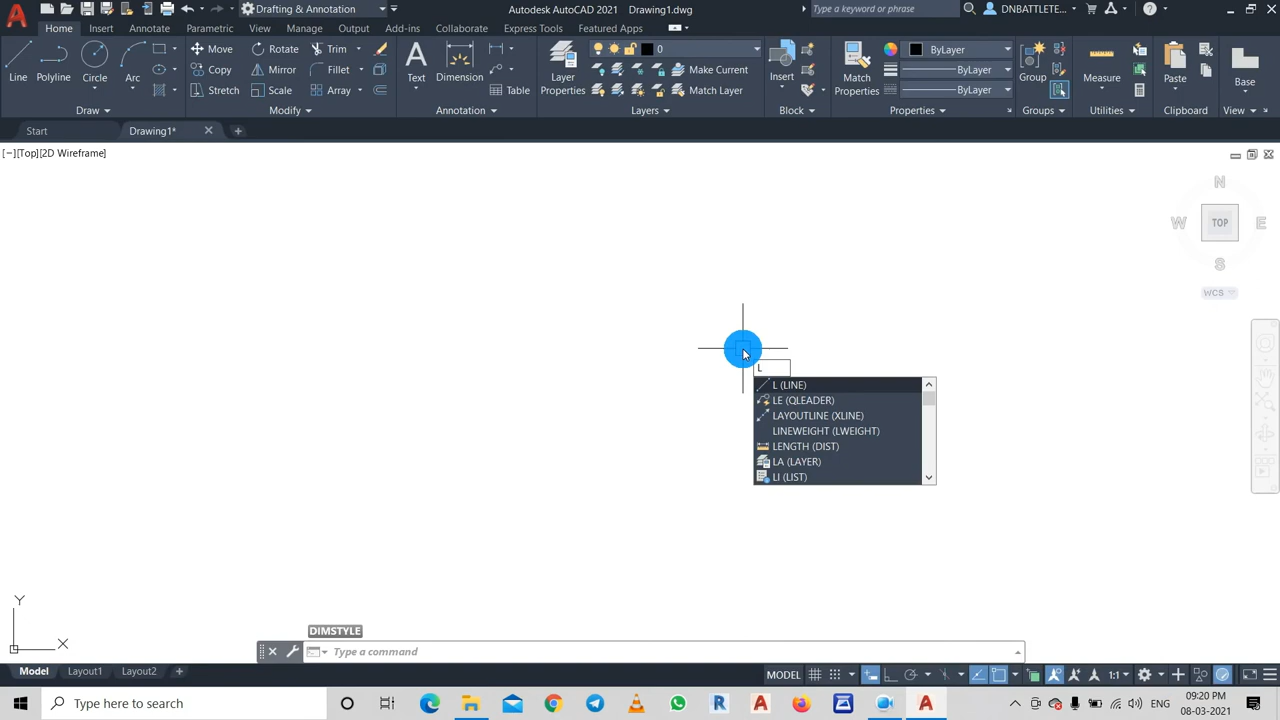 Drafting & Annotation
Autodesk AutoCAD 2021 Drawing1.dwg
Type a keyword or phrase
DNBATTLETE...
Home Insert Annotate Parametric View Manage Output Collaborate Express Tools Featured Apps
Line Polyline Circle Arc
Move Rotate Trim
Copy Mirror Fillet
Stretch Scale Array
Text Dimension Table
Layer Properties
0
Make Current
Match Layer
Insert
Match Properties
ByLayer
ByLayer
ByLayer
Group
Measure
Paste
Base
Draw Modify Annotation Layers Block Properties Groups Utilities Clipboard View
Start Drawing1*
[−][Top][2D Wireframe]
N
W TOP E
S
WCS
L
L (LINE)
LE (QLEADER)
LAYOUTLINE (XLINE)
LINEWEIGHT (LWEIGHT)
LENGTH (DIST)
LA (LAYER)
LI (LIST)
Y
X
DIMSTYLE
Type a command
Model Layout1 Layout2
MODEL 1:1
Type here to search
ENG
09:20 PM
08-03-2021